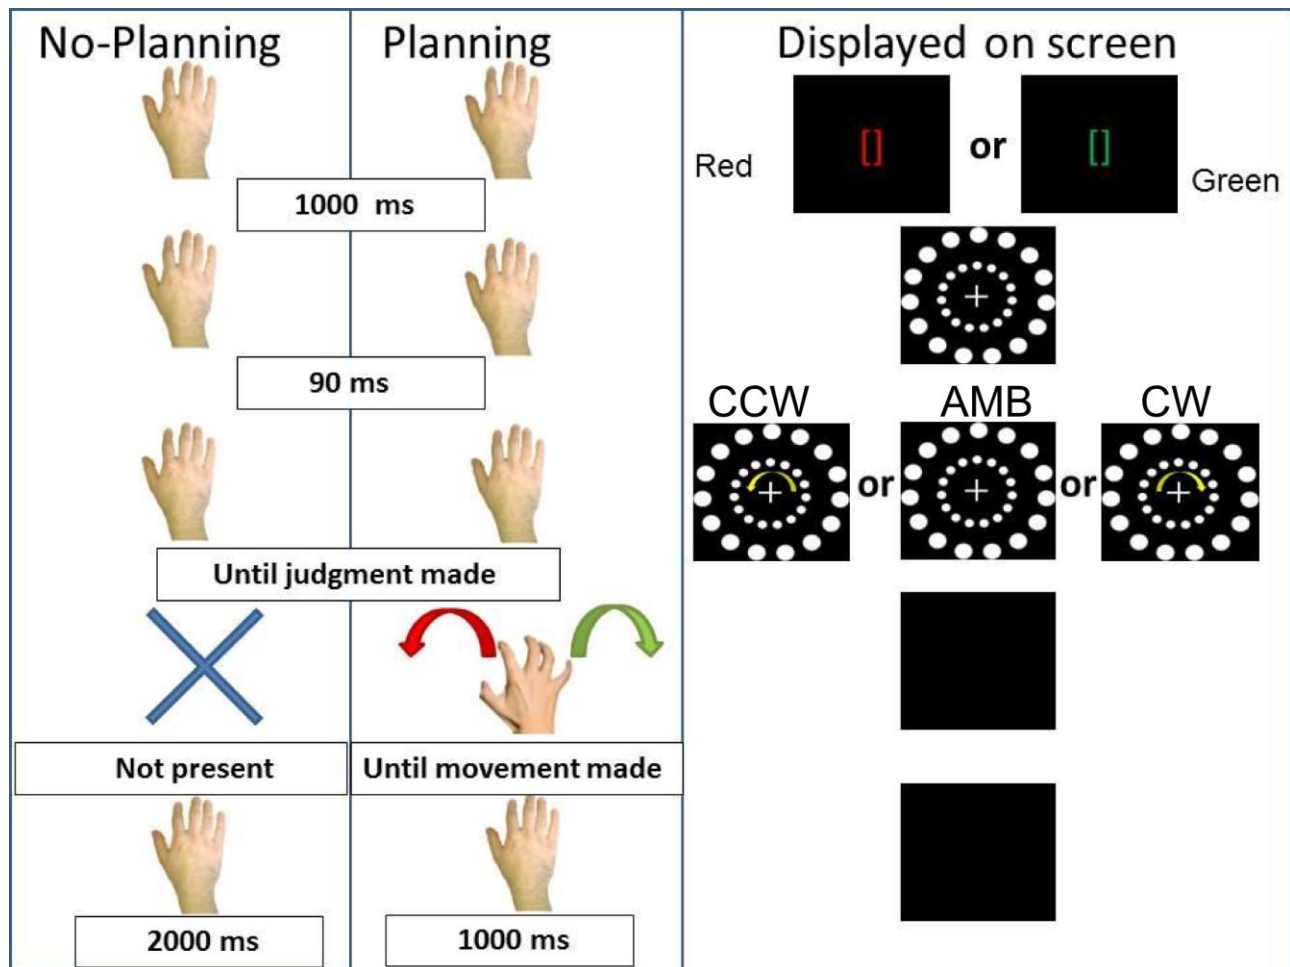 No-Planning
Planning
Displayed on screen
Red
[]
or
[]
Green
1000 ms
90 ms
CCW
AMB
CW
or
or
Until judgment made
Not present
Until movement made
2000 ms
1000 ms